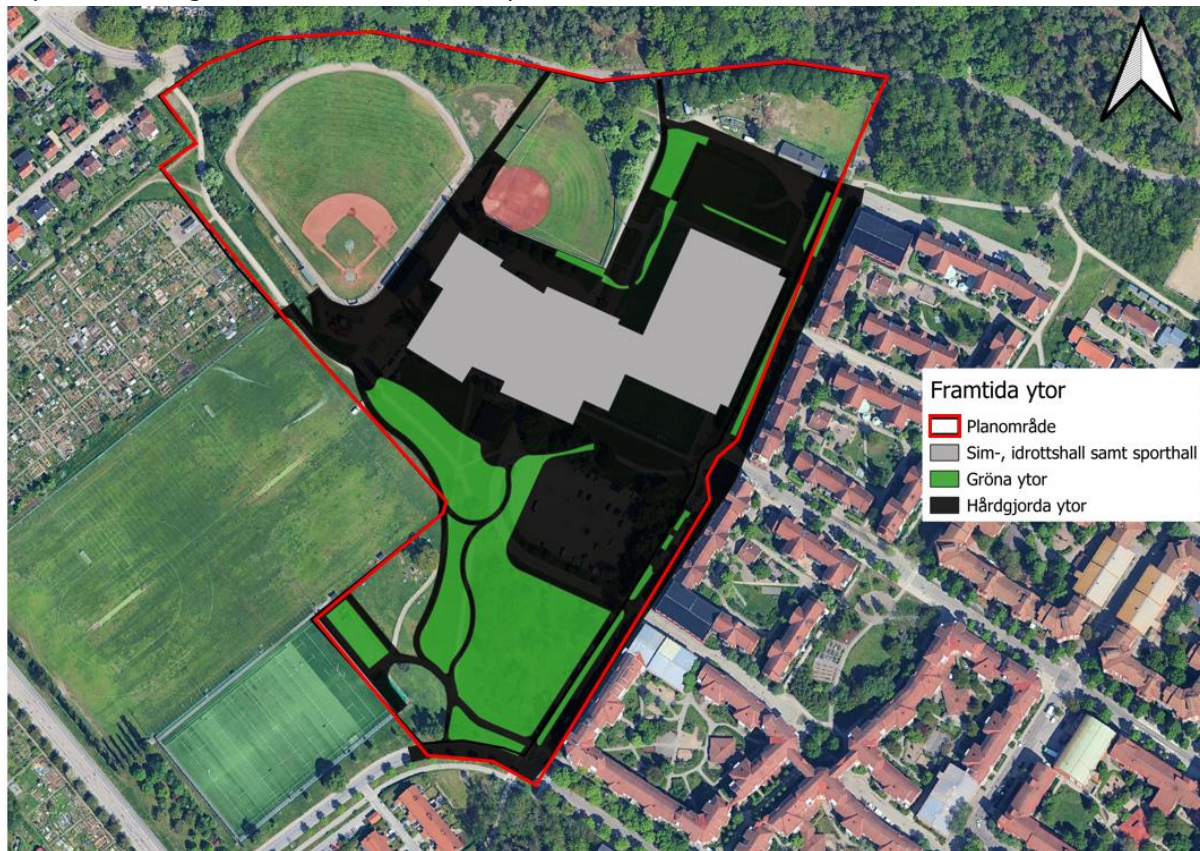 Framtida ytor
Planområde
Sim-, idrottshall samt sporthall
Gröna ytor
Hårdgjorda ytor